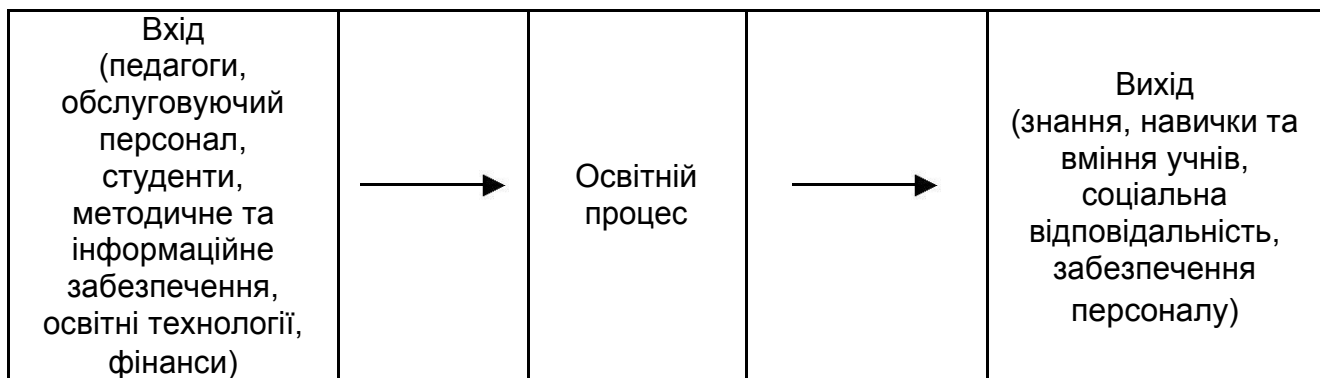 Вхід
(педагоги,
обслуговуючий
персонал,
студенти,
методичне та
інформаційне
забезпечення,
освітні технології,
фінанси)
Освітній
процес
Вихід
(знання, навички та
вміння учнів,
соціальна
відповідальність,
забезпечення
персоналу)